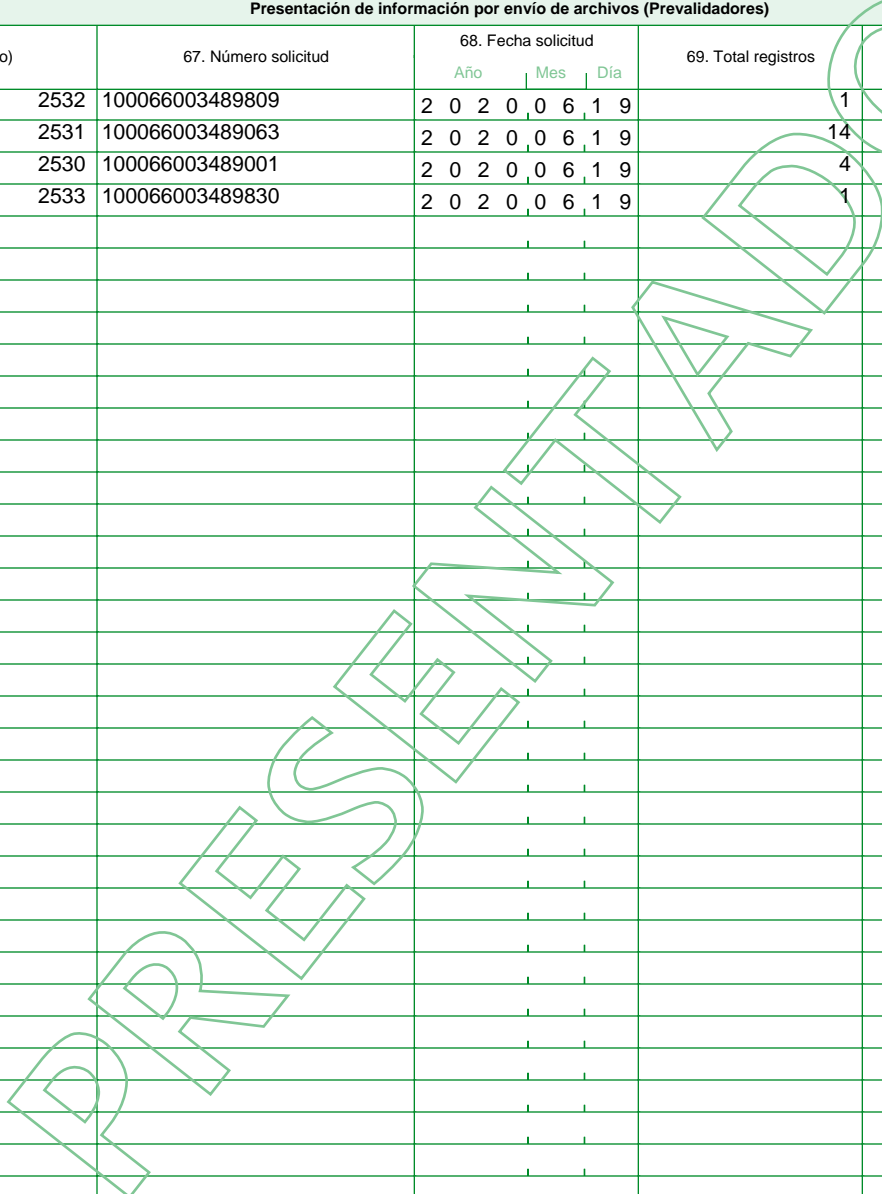 Presentación de información por envío de archivos (Prevalidadores)
o) 67. Número solicitud 68. Fecha solicitud 69. Total registros
Año Mes Día
2532 100066003489809 2 0 2 0 0 6 1 9 1
2531 100066003489063 2 0 2 0 0 6 1 9 14
2530 100066003489001 2 0 2 0 0 6 1 9 4
2533 100066003489830 2 0 2 0 0 6 1 9 1
PRESENTADO